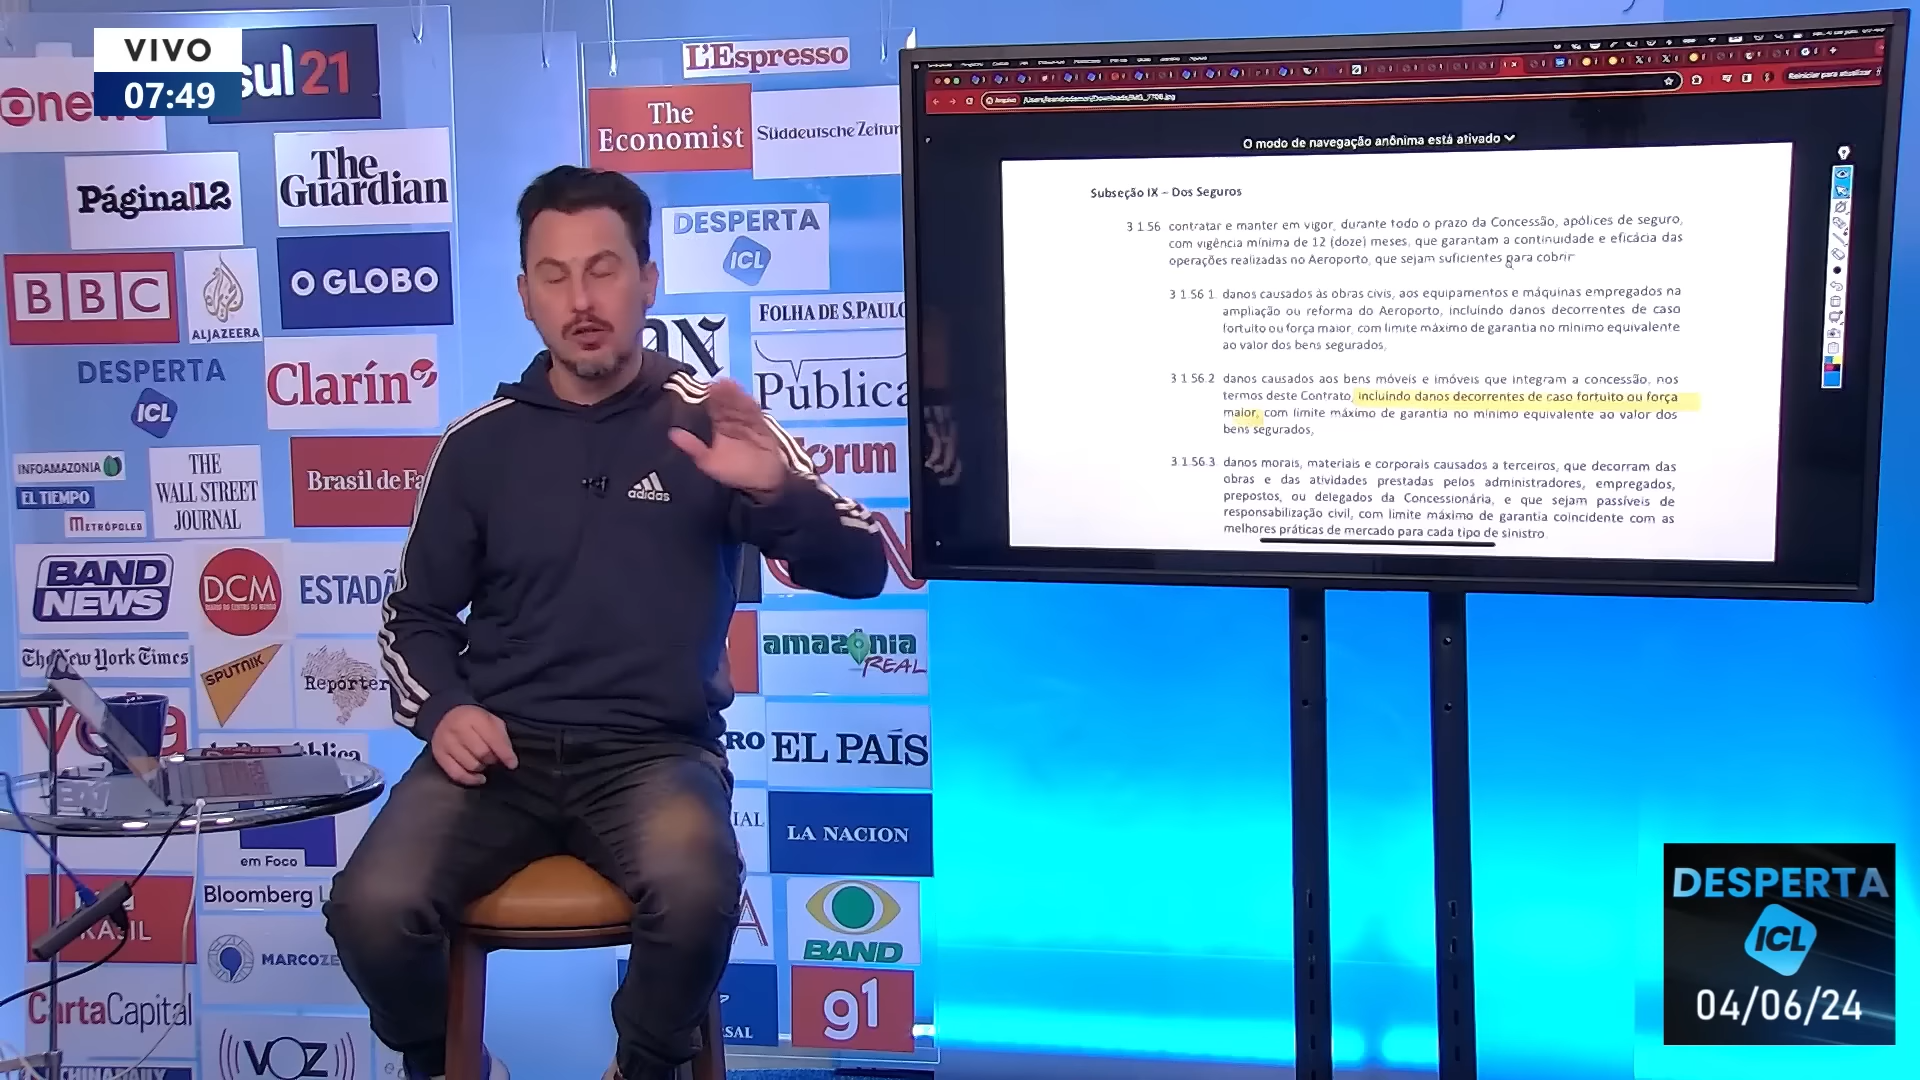 VIVO
07:49
news
sul21
L'Espresso
The
Economist
Süddeutsche Zeitun
Página12
The
Guardian
DESPERTA
ICL
BBC
ALJAZEERA
O GLOBO
FOLHA DE S.PAULO
DESPERTA
ICL
Clarín
Pública
INFOAMAZONIA
EL TIEMPO
METRÓPOLES
THE
WALL STREET
JOURNAL
Brasil de Fa
orum
adidas
BAND
NEWS
DCM
ESTADÃ
The New York Times
SPUTNIK
Repórter
amazônia
REAL
RO
EL PAÍS
IAL
LA NACION
em Foco
Bloomberg L
BAND
MARCOZE
CartaCapital
VOZ
g1
SAL
Reiniciar para atualizar
Arquivo
O modo de navegação anônima está ativado
Subseção IX – Dos Seguros
3 1.56 contratar e manter em vigor, durante todo o prazo da Concessão, apólices de seguro,
com vigência mínima de 12 (doze) meses, que garantam a continuidade e eficácia das
operações realizadas no Aeroporto, que sejam suficientes para cobrir
3 1 56 1 danos causados às obras civis, aos equipamentos e máquinas empregados na
ampliação ou reforma do Aeroporto, incluindo danos decorrentes de caso
fortuito ou força maior, com limite máximo de garantia no mínimo equivalente
ao valor dos bens segurados,
3 1 56.2 danos causados aos bens móveis e imóveis que integram a concessão, nos
termos deste Contrato, incluindo danos decorrentes de caso fortuito ou força
maior, com limite máximo de garantia no mínimo equivalente ao valor dos
bens segurados,
3 1 56.3 danos morais, materiais e corporais causados a terceiros, que decorram das
obras e das atividades prestadas pelos administradores, empregados,
prepostos, ou delegados da Concessionária, e que sejam passíveis de
responsabilização civil, com limite máximo de garantia coincidente com as
melhores práticas de mercado para cada tipo de sinistro
DESPERTA
ICL
04/06/24